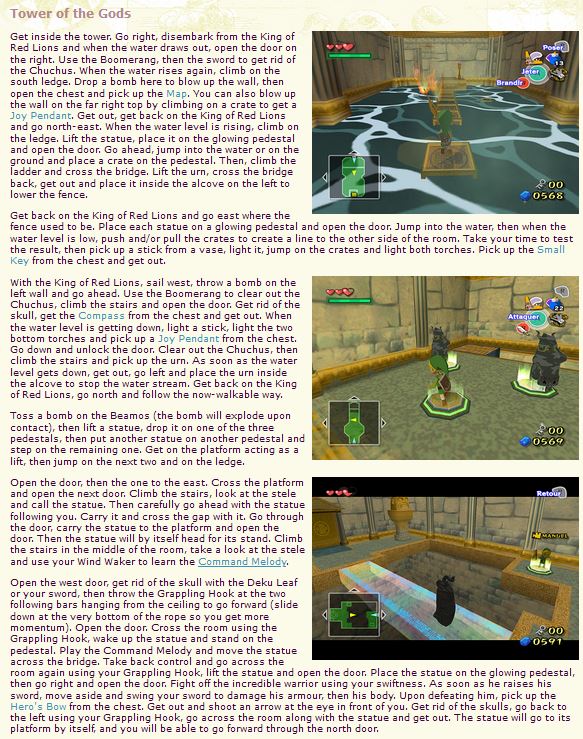 Tower of the Gods
Get inside the tower. Go right, disembark from the King of
Red Lions and when the water draws out, open the door on
the right. Use the Boomerang, then the sword to get rid of
the Chuchus. When the water rises again, climb on the
south ledge. Drop a bomb here to blow up the wall, then
open the chest and pick up the Map. You can also blow up
the wall on the far right top by climbing on a crate to get a
Joy Pendant. Get out, get back on the King of Red Lions
and go north-east. When the water level is rising, climb on
the ledge. Lift the statue, place it on the glowing pedestal
and open the door. Go ahead, jump into the water or on the
ground and place a crate on the pedestal. Then, climb the
ladder and cross the bridge. Lift the urn, cross the bridge
back, get out and place it inside the alcove on the left to
lower the fence.
Poser
13
Jeter
Brandir
00
0568
Get back on the King of Red Lions and go east where the
fence used to be. Place each statue on a glowing pedestal and open the door. Jump into the water, then when the
water level is low, push and/or pull the crates to create a line to the other side of the room. Take your time to test
the result, then pick up a stick from a vase, light it, jump on the crates and light both torches. Pick up the Small
Key from the chest and get out.
With the King of Red Lions, sail west, throw a bomb on the
left wall and go ahead. Use the Boomerang to clear out the
Chuchus, climb the stairs and open the door. Get rid of the
skull, get the Compass from the chest and get out. When
the water level is getting down, light a stick, light the two
bottom torches and pick up a Joy Pendant from the chest.
Go down and unlock the door. Clear out the Chuchus, then
climb the stairs and pick up the urn. As soon as the water
level gets down, get out, go left and place the urn inside
the alcove to stop the water stream. Get back on the King
of Red Lions, go north and follow the now-walkable way.
R
Attaquer
00
0569
Toss a bomb on the Beamos (the bomb will explode upon
contact), then lift a statue, drop it on one of the three
pedestals, then put another statue on another pedestal and
step on the remaining one. Get on the platform acting as a
lift, then jump on the next two and on the ledge.
Open the door, then the one to the east. Cross the platform
and open the next door. Climb the stairs, look at the stele
and call the statue. Then carefully go ahead with the statue
following you. Carry it and cross the gap with it. Go through
the door, carry the statue to the platform and open the
door. Then the statue will by itself head for its stand. Climb
the stairs in the middle of the room, take a look at the stele
and use your Wind Waker to learn the Command Melody.
Retour
MANUEL
00
0591
Open the west door, get rid of the skull with the Deku Leaf
or your sword, then throw the Grappling Hook at the two
following bars hanging from the ceiling to go forward (slide
down at the very bottom of the rope so you get more
momentum). Open the door. Cross the room using the
Grappling Hook, wake up the statue and stand on the
pedestal. Play the Command Melody and move the statue
across the bridge. Take back control and go across the
room again using your Grappling Hook, lift the statue and open the door. Place the statue on the glowing pedestal,
then go right and open the door. Fight off the incredible warrior using your swiftness. As soon as he raises his
sword, move aside and swing your sword to damage his armour, then his body. Upon defeating him, pick up the
Hero's Bow from the chest. Get out and shoot an arrow at the eye in front of you. Get rid of the skulls, go back to
the left using your Grappling Hook, go across the room along with the statue and get out. The statue will go to its
platform by itself, and you will be able to go forward through the north door.